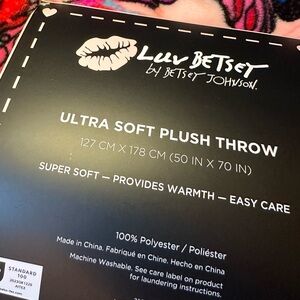 LUV BETSEY
by BETSEY JOHNSON.
ULTRA SOFT PLUSH THROW
127 CM X 178 CM (50 IN X 70 IN)
SUPER SOFT — PROVIDES WARMTH — EASY CARE
100% Polyester / Poliéster
Made in China. Fabriqué en Chine. Hecho en China
Machine Washable. See care label on product
for laundering instructions.
STANDARD
100